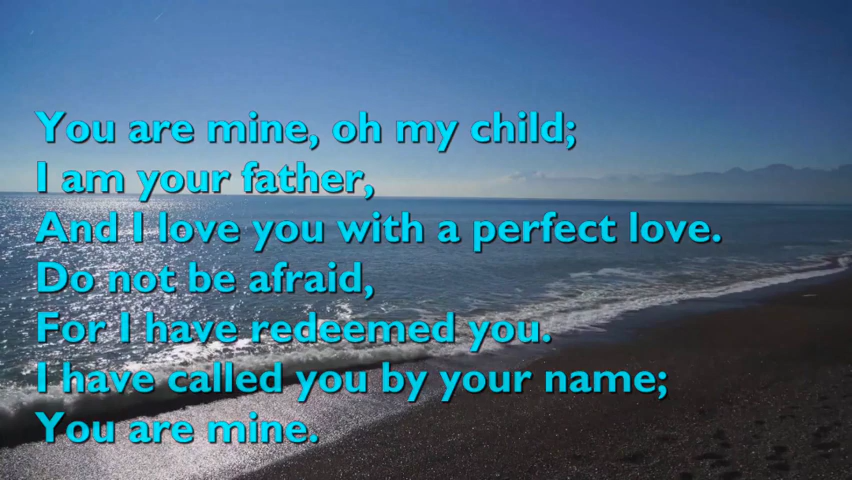 You are mine, oh my child;
I am your father,
And I love you with a perfect love.
Do not be afraid,
For I have redeemed you.
I have called you by your name;
You are mine.